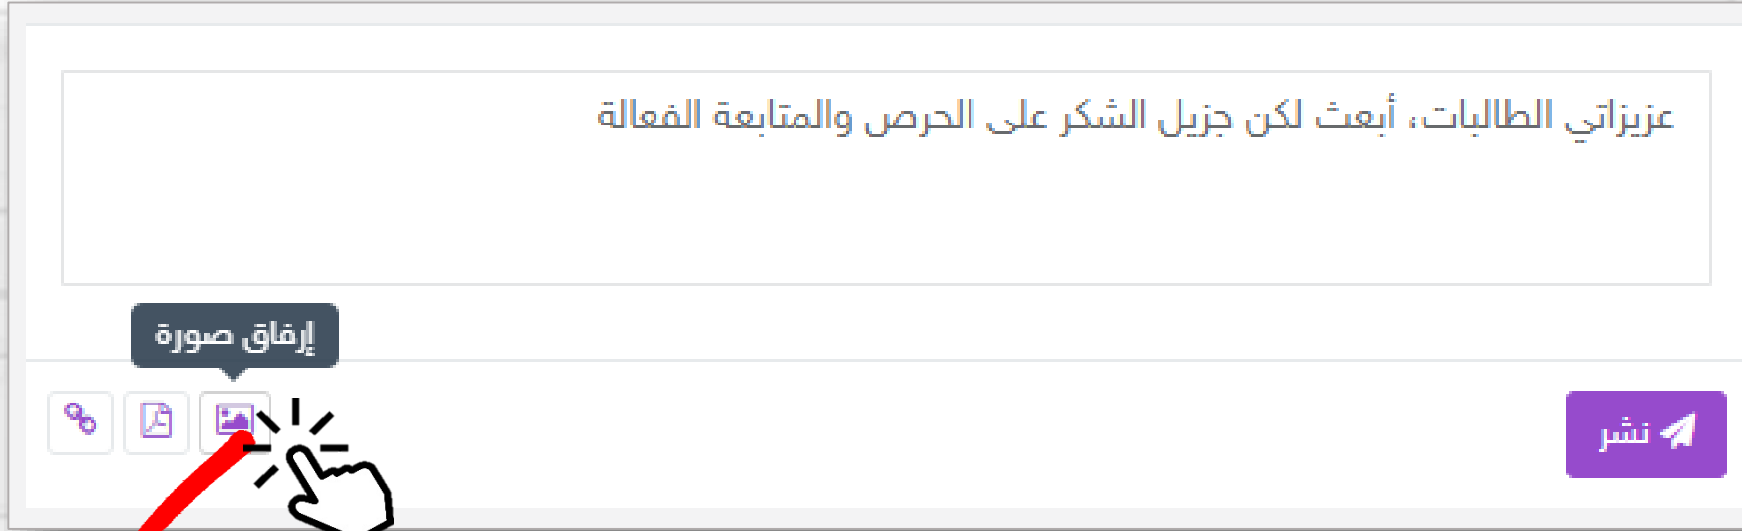 عزيزاتي الطالبات، أبعث لكن جزيل الشكر على الحرص والمتابعة الفعالة
إرفاق صورة
نشر